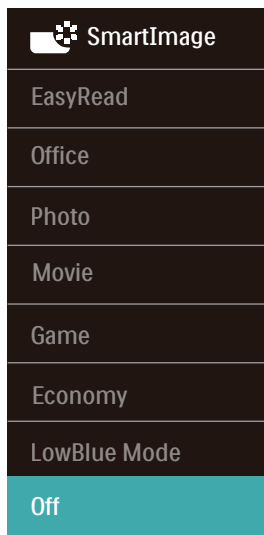 SmartImage
EasyRead
Office
Photo
Movie
Game
Economy
LowBlue Mode
Off